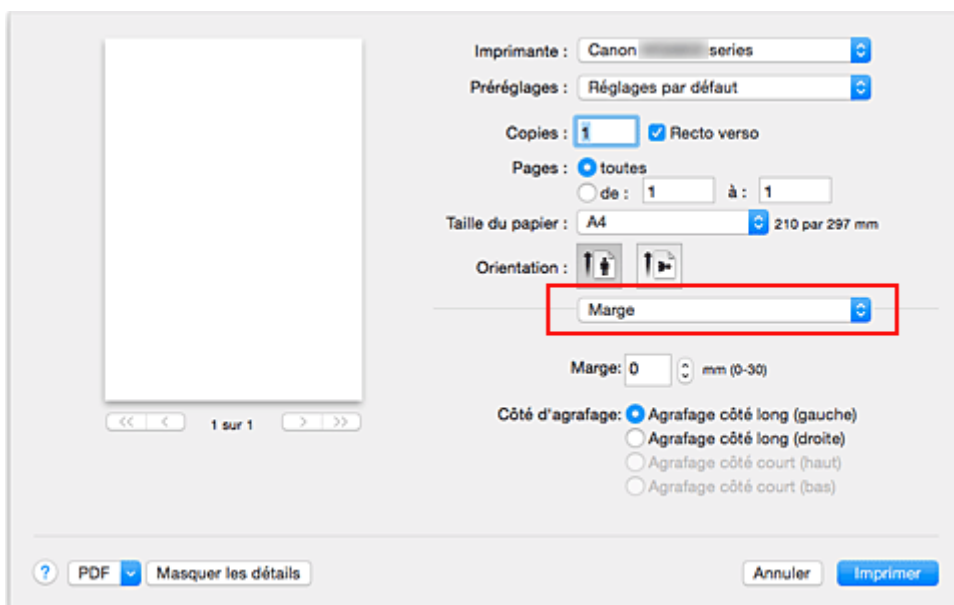 Imprimante : Canon series
Préréglages : Réglages par défaut
Copies : 1 Recto verso
Pages : toutes
de : 1 à : 1
Taille du papier : A4 210 par 297 mm
Orientation :
Marge
Marge: 0 mm (0-30)
Côté d'agrafage: Agrafage côté long (gauche)
Agrafage côté long (droite)
Agrafage côté court (haut)
Agrafage côté court (bas)
1 sur 1
? PDF Masquer les détails Annuler Imprimer